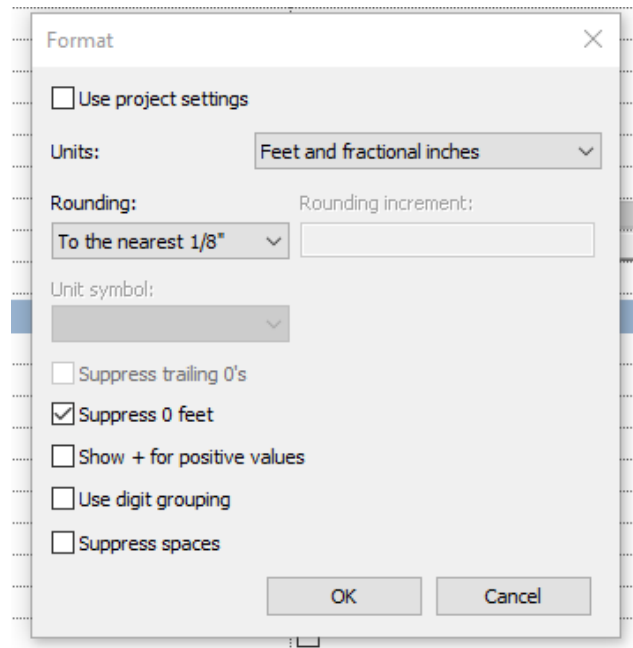 Format
Use project settings
Units: Feet and fractional inches
Rounding: Rounding increment:
To the nearest 1/8"
Unit symbol:
Suppress trailing 0's
Suppress 0 feet
Show + for positive values
Use digit grouping
Suppress spaces
OK Cancel